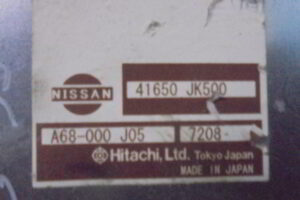 NISSAN 41650 JK500
A68-000 J05 7208-
Hitachi, Ltd. Tokyo Japan
MADE IN JAPAN